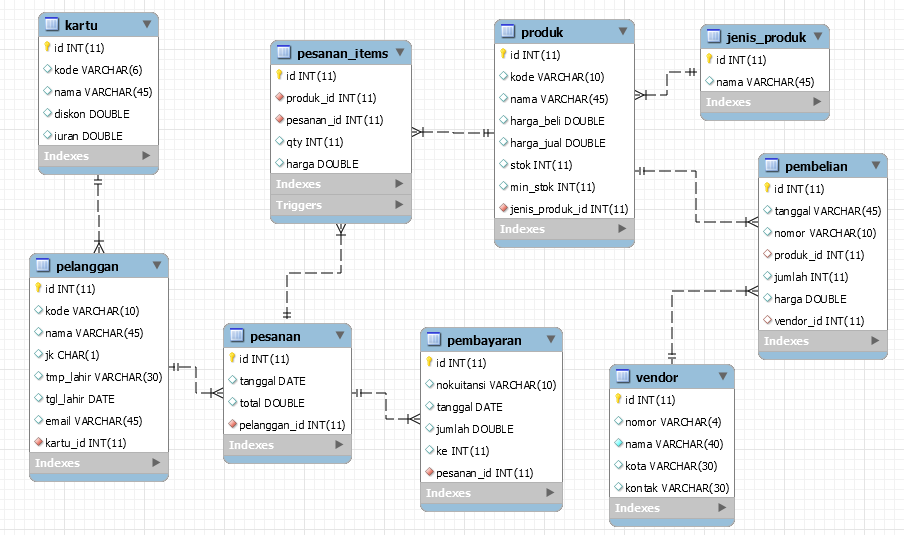 kartu
id INT(11)
kode VARCHAR(6)
nama VARCHAR(45)
diskon DOUBLE
iuran DOUBLE
Indexes
pesanan_items
id INT(11)
produk_id INT(11)
pesanan_id INT(11)
qty INT(11)
harga DOUBLE
Indexes
Triggers
produk
id INT(11)
kode VARCHAR(10)
nama VARCHAR(45)
harga_beli DOUBLE
harga_jual DOUBLE
stok INT(11)
min_stok INT(11)
jenis_produk_id INT(11)
Indexes
jenis_produk
id INT(11)
nama VARCHAR(45)
Indexes
pembelian
id INT(11)
tanggal VARCHAR(45)
nomor VARCHAR(10)
produk_id INT(11)
jumlah INT(11)
harga DOUBLE
vendor_id INT(11)
Indexes
pelanggan
id INT(11)
kode VARCHAR(10)
nama VARCHAR(45)
jk CHAR(1)
tmp_lahir VARCHAR(30)
tgl_lahir DATE
email VARCHAR(45)
kartu_id INT(11)
Indexes
pesanan
id INT(11)
tanggal DATE
total DOUBLE
pelanggan_id INT(11)
Indexes
pembayaran
id INT(11)
nokuitansi VARCHAR(10)
tanggal DATE
jumlah DOUBLE
ke INT(11)
pesanan_id INT(11)
Indexes
vendor
id INT(11)
nomor VARCHAR(4)
nama VARCHAR(40)
kota VARCHAR(30)
kontak VARCHAR(30)
Indexes